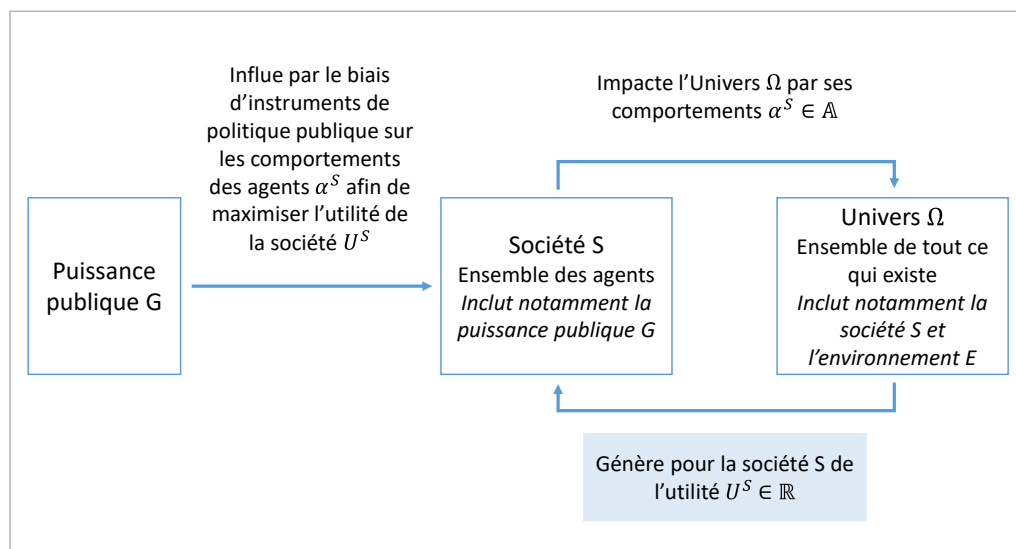 Influe par le biais
d’instruments de
politique publique sur
les comportements
des agents 𝛼^𝑆 afin de
maximiser l’utilité de
la société 𝑈^𝑆
Impacte l’Univers Ω par ses
comportements 𝛼^𝑆 ∈ 𝔸
Puissance
publique G
Société S
Ensemble des agents
Inclut notamment la
puissance publique G
Univers Ω
Ensemble de tout ce
qui existe
Inclut notamment la
société S et
l’environnement E
Génère pour la société S de
l’utilité 𝑈^𝑆 ∈ ℝ